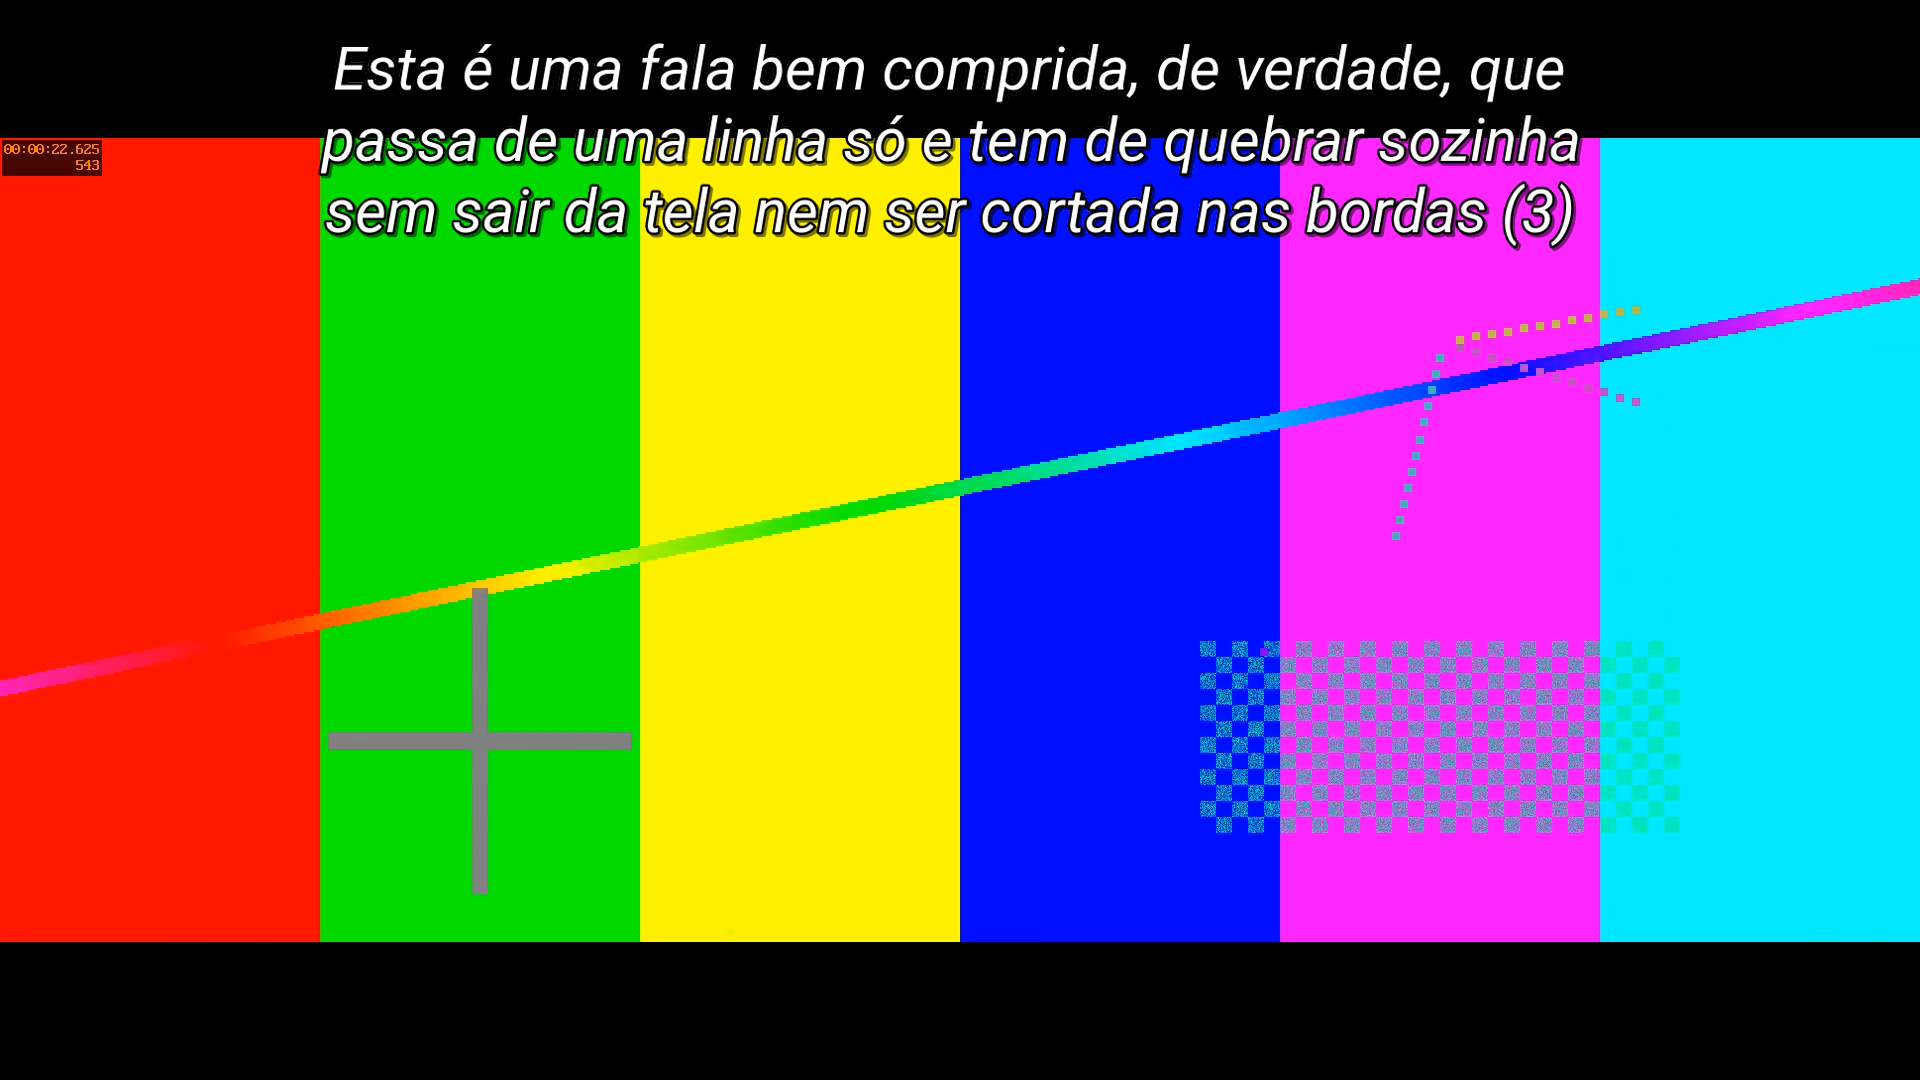 Esta é uma fala bem comprida, de verdade, que
passa de uma linha só e tem de quebrar sozinha
sem sair da tela nem ser cortada nas bordas (3)
00:00:22.625
543